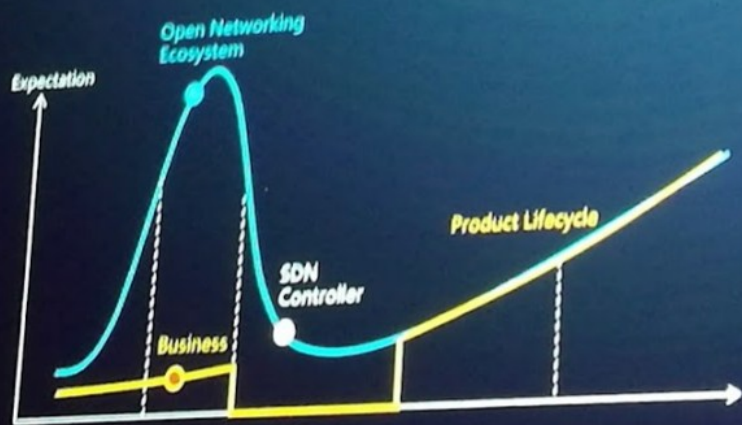 Open Networking
Ecosystem
Expectation
SDN
Controller
Product Lifecycle
Business